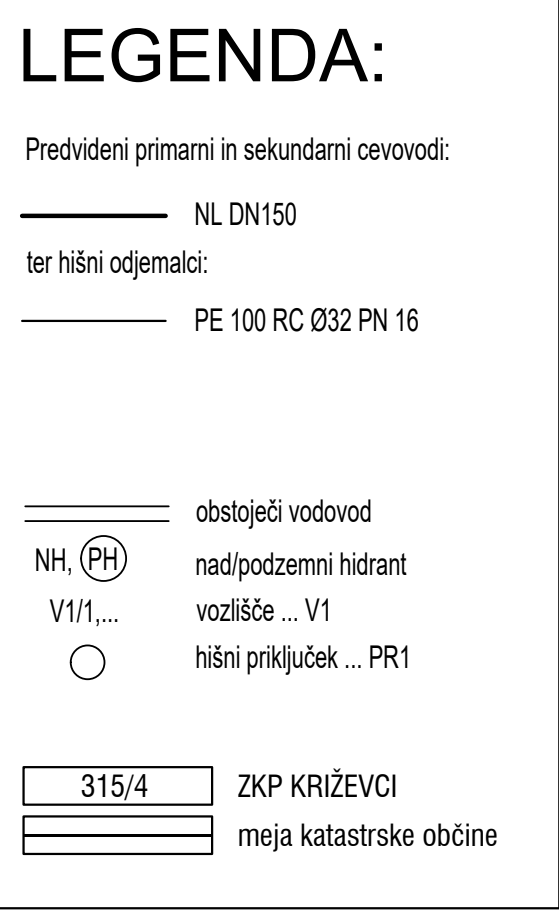 LEGENDA:
Predvideni primarni in sekundarni cevovodi:
NL DN150
ter hišni odjemalci:
PE 100 RC Ø32 PN 16
obstoječi vodovod
NH, PH nad/podzemni hidrant
V1/1,... vozlišče ... V1
hišni priključek ... PR1
315/4 ZKP KRIŽEVCI
meja katastrske občine